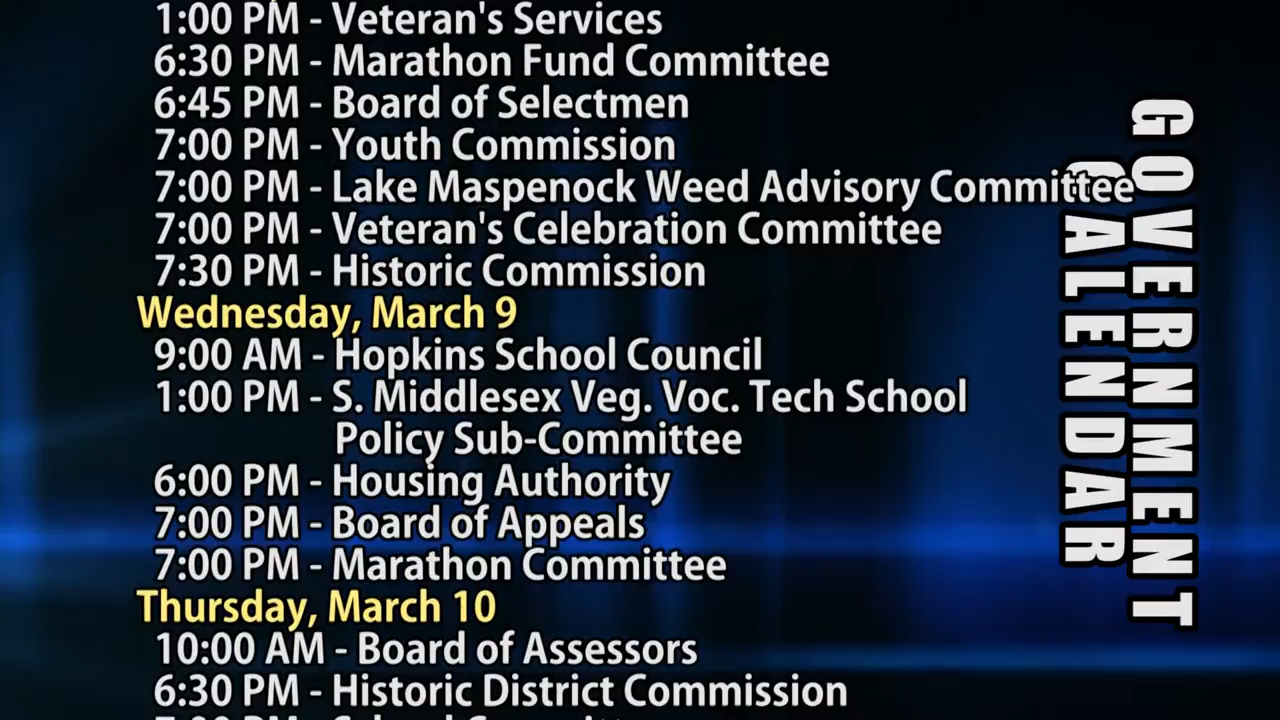 1:00 PM - Veteran's Services
6:30 PM - Marathon Fund Committee
6:45 PM - Board of Selectmen
7:00 PM - Youth Commission
7:00 PM - Lake Maspenock Weed Advisory Committee
7:00 PM - Veteran's Celebration Committee
7:30 PM - Historic Commission
Wednesday, March 9
9:00 AM - Hopkins School Council
1:00 PM - S. Middlesex Veg. Voc. Tech School
Policy Sub-Committee
6:00 PM - Housing Authority
7:00 PM - Board of Appeals
7:00 PM - Marathon Committee
Thursday, March 10
10:00 AM - Board of Assessors
6:30 PM - Historic District Commission
GOVERNMENT
CALENDAR